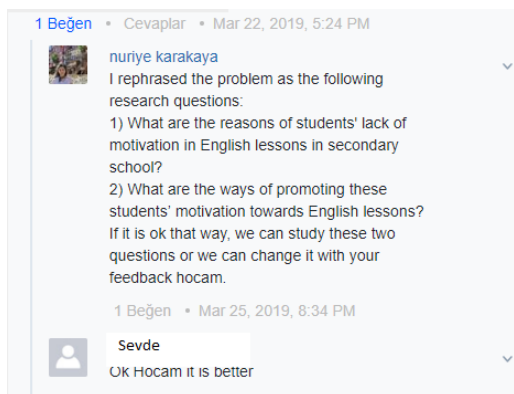 1 Beğen • Cevaplar • Mar 22, 2019, 5:24 PM
nuriye karakaya
I rephrased the problem as the following
research questions:
1) What are the reasons of students' lack of
motivation in English lessons in secondary
school?
2) What are the ways of promoting these
students’ motivation towards English lessons?
If it is ok that way, we can study these two
questions or we can change it with your
feedback hocam.
1 Beğen • Mar 25, 2019, 8:34 PM
Sevde
Ok Hocam it is better